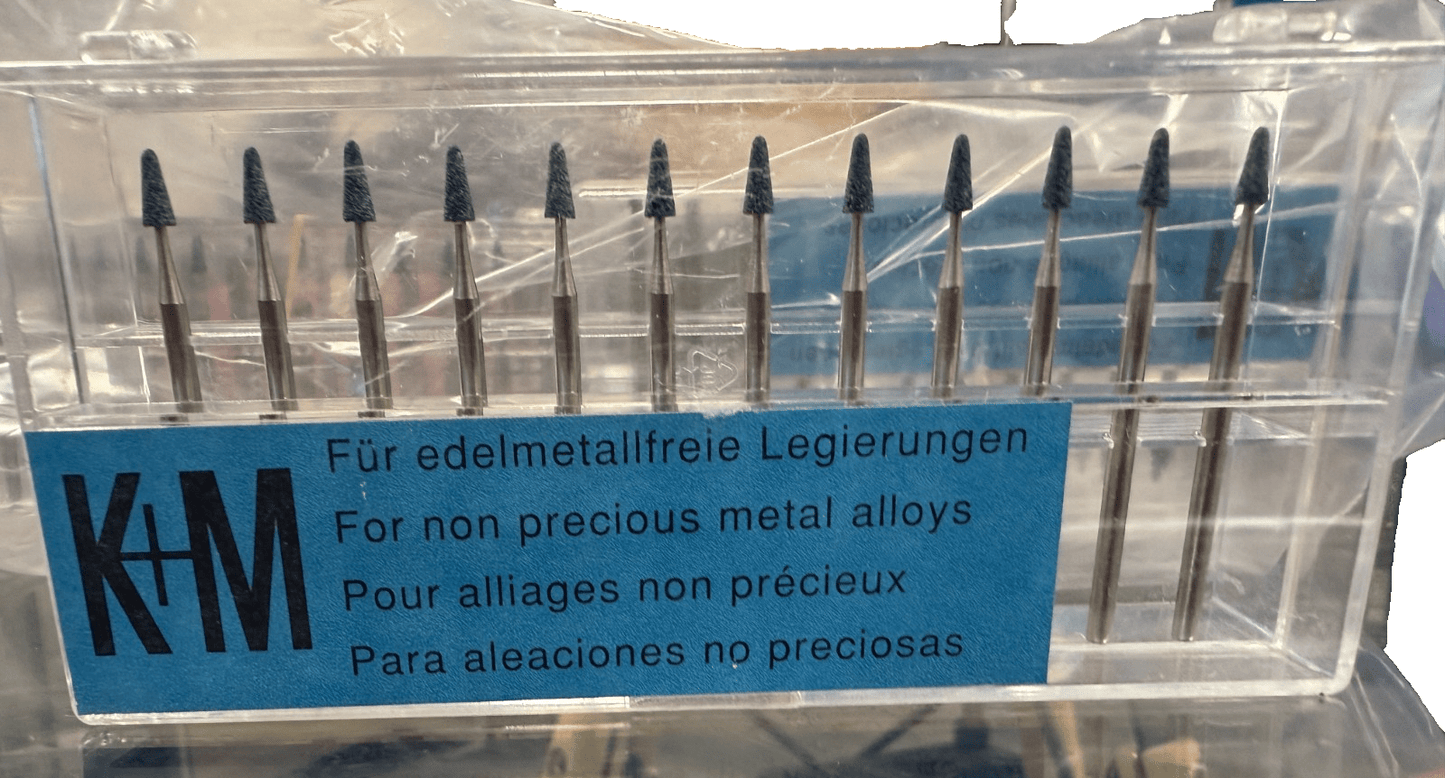 K+M
Für edelmetallfreie Legierungen
For non precious metal alloys
Pour alliages non précieux
Para aleaciones no preciosas